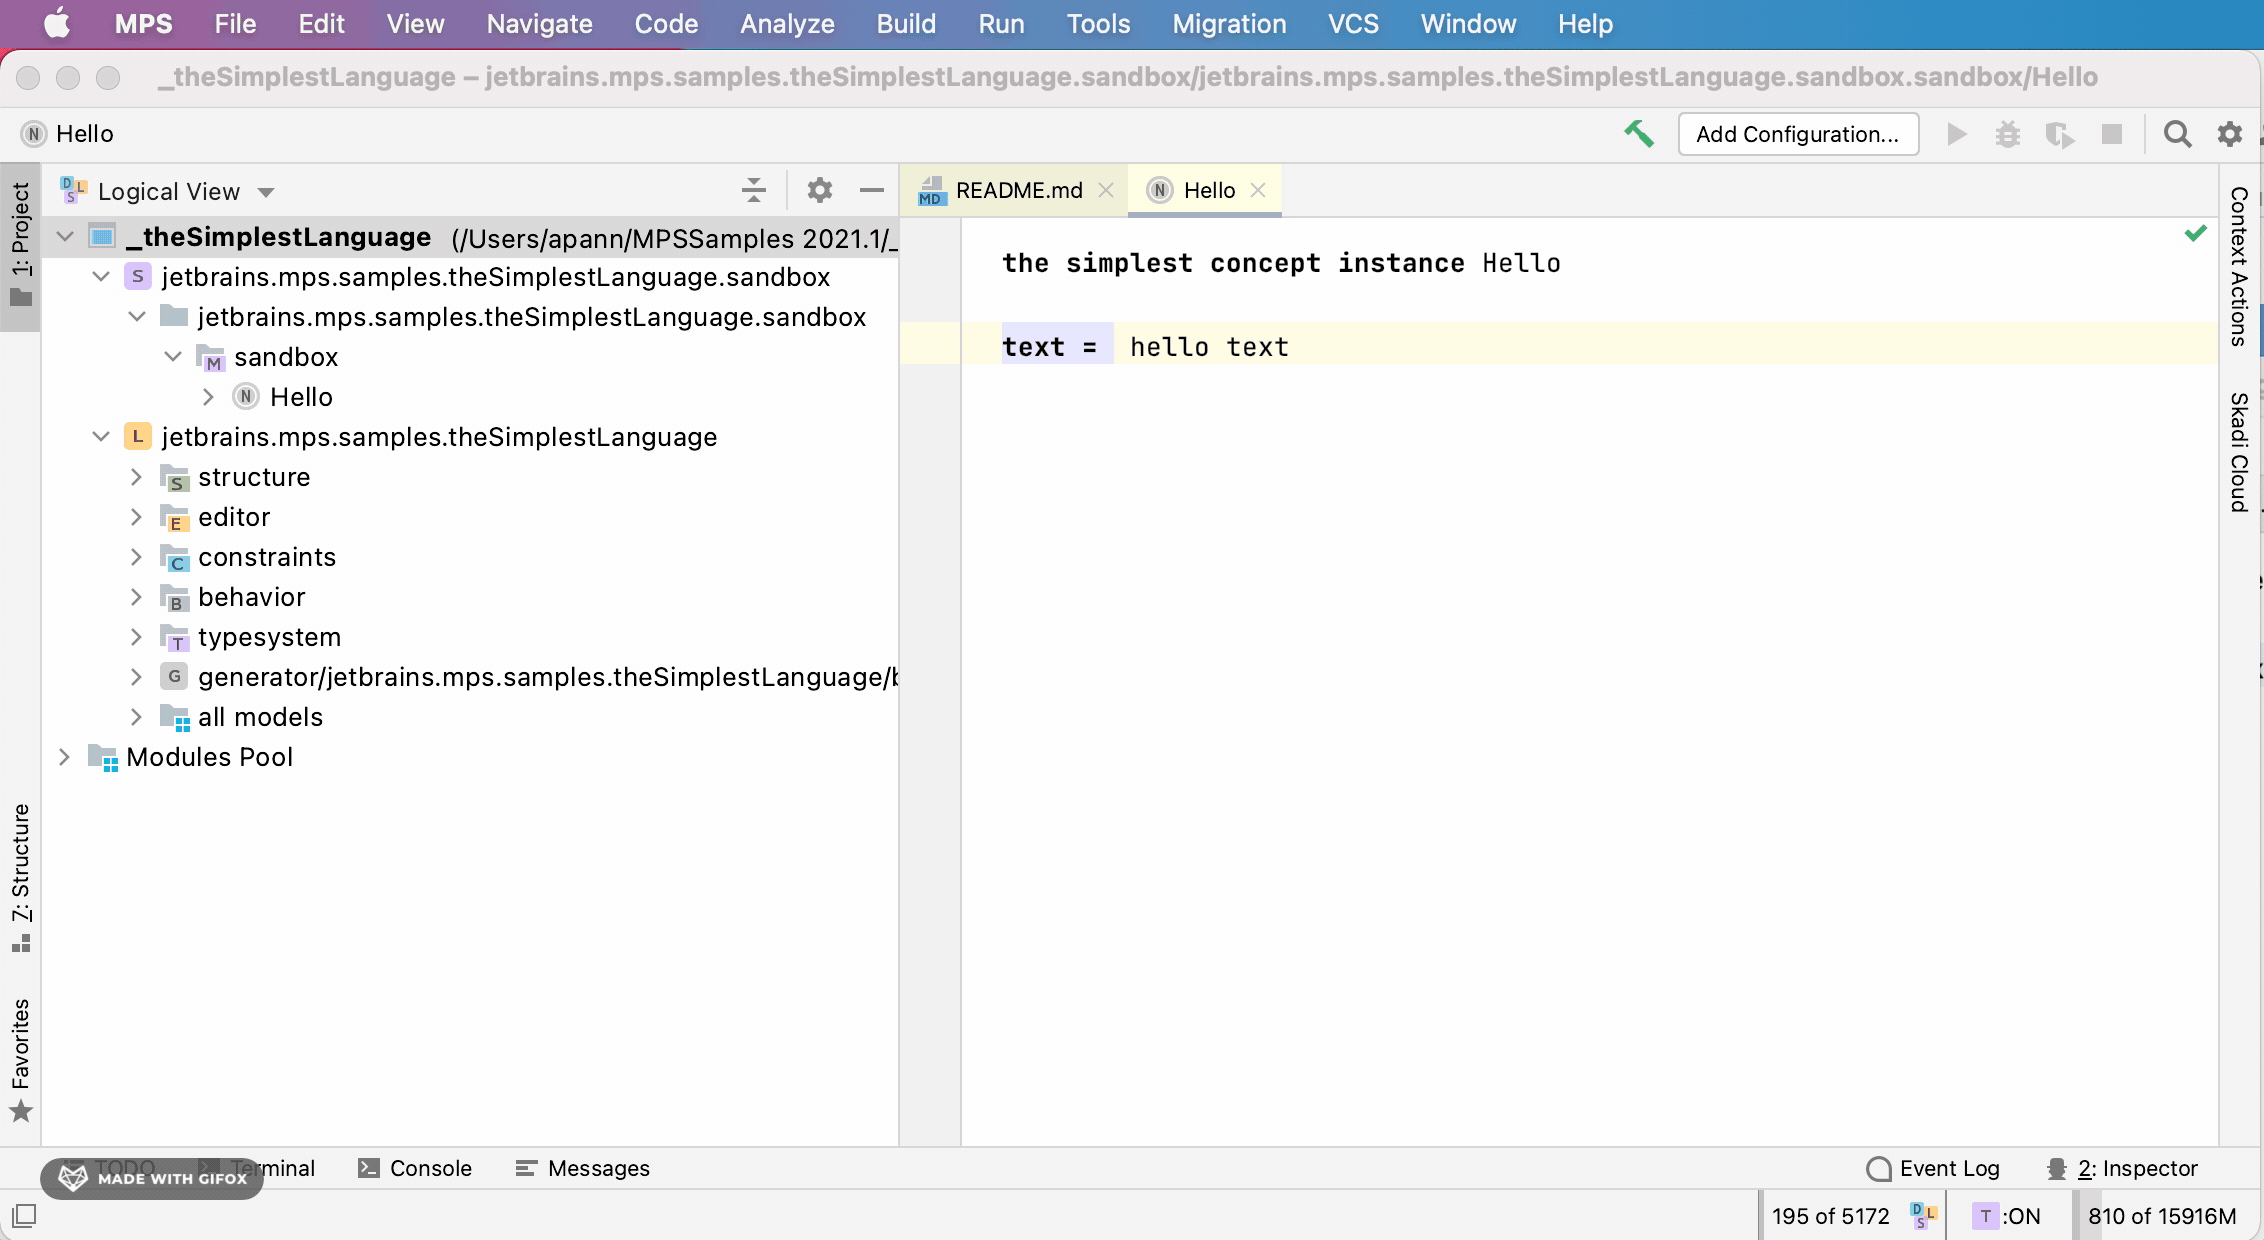 MPS File Edit View Navigate Code Analyze Build Run Tools Migration VCS Window Help
_theSimplestLanguage – jetbrains.mps.samples.theSimplestLanguage.sandbox/jetbrains.mps.samples.theSimplestLanguage.sandbox.sandbox/Hello
N Hello
Add Configuration...
1: Project
Logical View
README.md
Hello
_theSimplestLanguage (/Users/apann/MPSSamples 2021.1/_
S jetbrains.mps.samples.theSimplestLanguage.sandbox
jetbrains.mps.samples.theSimplestLanguage.sandbox
M sandbox
N Hello
L jetbrains.mps.samples.theSimplestLanguage
S structure
E editor
C constraints
B behavior
T typesystem
G generator/jetbrains.mps.samples.theSimplestLanguage/b
all models
Modules Pool
the simplest concept instance Hello
text = hello text
Context Actions
Skadi Cloud
7: Structure
Favorites
TODO
Terminal
Console
Messages
Event Log
2: Inspector
MADE WITH GIFOX
195 of 5172
T :ON
810 of 15916M